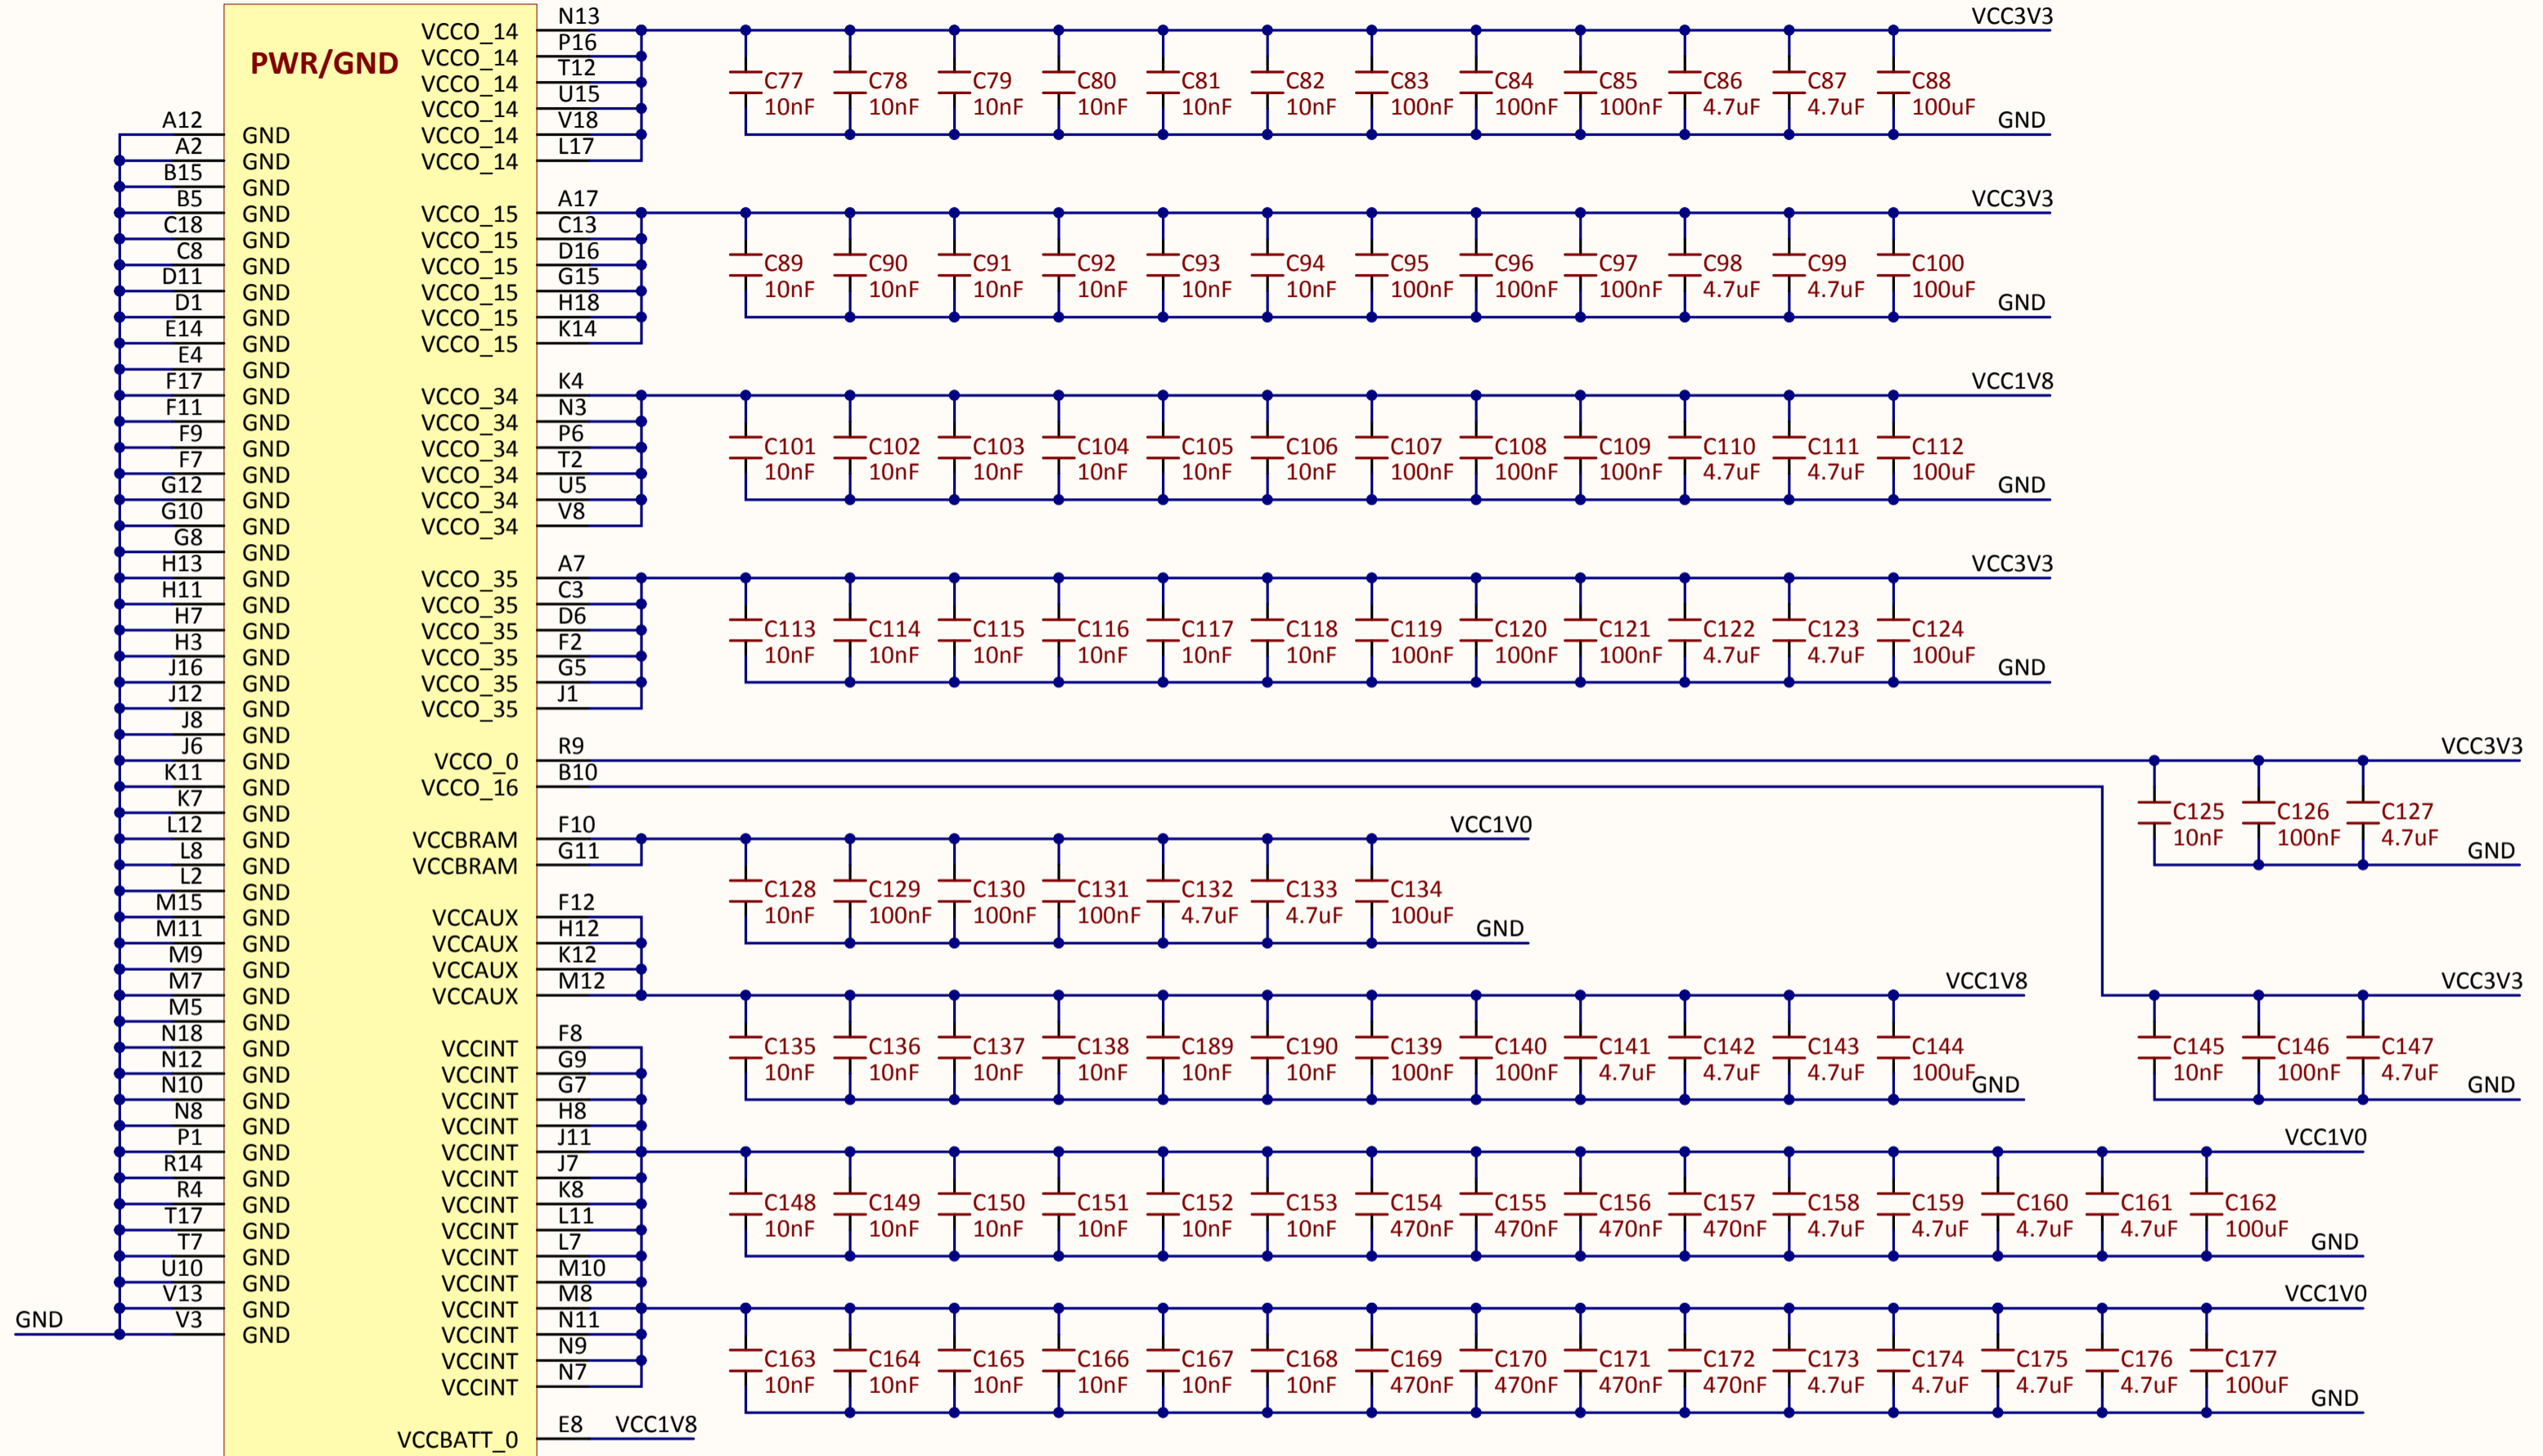 PWR/GND
A12 GND
A2 GND
B15 GND
B5 GND
C18 GND
C8 GND
D11 GND
D1 GND
E14 GND
E4 GND
F17 GND
F11 GND
F9 GND
F7 GND
G12 GND
G10 GND
G8 GND
H13 GND
H11 GND
H7 GND
H3 GND
J16 GND
J12 GND
J8 GND
J6 GND
K11 GND
K7 GND
L12 GND
L8 GND
L2 GND
M15 GND
M11 GND
M9 GND
M7 GND
M5 GND
N18 GND
N12 GND
N10 GND
N8 GND
P1 GND
R14 GND
R4 GND
T17 GND
T7 GND
U10 GND
V13 GND
GND V3 GND
VCCO_14 N13 VCC3V3
VCCO_14 P16
VCCO_14 T12
VCCO_14 U15
VCCO_14 V18
VCCO_14 L17
C77 C78 C79 C80 C81 C82 C83 C84 C85 C86 C87 C88
10nF 10nF 10nF 10nF 10nF 10nF 100nF 100nF 100nF 4.7uF 4.7uF 100uF
GND
VCCO_15 A17 VCC3V3
VCCO_15 C13
VCCO_15 D16
VCCO_15 G15
VCCO_15 H18
VCCO_15 K14
C89 C90 C91 C92 C93 C94 C95 C96 C97 C98 C99 C100
10nF 10nF 10nF 10nF 10nF 10nF 100nF 100nF 100nF 4.7uF 4.7uF 100uF
GND
VCCO_34 K4 VCC1V8
VCCO_34 N3
VCCO_34 P6
VCCO_34 T2
VCCO_34 U5
VCCO_34 V8
C101 C102 C103 C104 C105 C106 C107 C108 C109 C110 C111 C112
10nF 10nF 10nF 10nF 10nF 10nF 100nF 100nF 100nF 4.7uF 4.7uF 100uF
GND
VCCO_35 A7 VCC3V3
VCCO_35 C3
VCCO_35 D6
VCCO_35 F2
VCCO_35 G5
VCCO_35 J1
C113 C114 C115 C116 C117 C118 C119 C120 C121 C122 C123 C124
10nF 10nF 10nF 10nF 10nF 10nF 100nF 100nF 100nF 4.7uF 4.7uF 100uF
GND
VCCO_0 R9 VCC3V3
VCCO_16 B10
C125 C126 C127
10nF 100nF 4.7uF
GND
VCCBRAM F10 VCC1V0
VCCBRAM G11
C128 C129 C130 C131 C132 C133 C134
10nF 100nF 100nF 100nF 4.7uF 4.7uF 100uF
GND
VCCAUX F12
VCCAUX H12
VCCAUX K12
VCCAUX M12 VCC1V8
C135 C136 C137 C138 C189 C190 C139 C140 C141 C142 C143 C144
10nF 10nF 10nF 10nF 10nF 10nF 100nF 100nF 4.7uF 4.7uF 4.7uF 100uF
GND
VCC3V3
C145 C146 C147
10nF 100nF 4.7uF
GND
VCCINT F8
VCCINT G9
VCCINT G7
VCCINT H8
VCCINT J11 VCC1V0
VCCINT J7
VCCINT K8
VCCINT L11
VCCINT L7
VCCINT M10
C148 C149 C150 C151 C152 C153 C154 C155 C156 C157 C158 C159 C160 C161 C162
10nF 10nF 10nF 10nF 10nF 10nF 470nF 470nF 470nF 470nF 4.7uF 4.7uF 4.7uF 4.7uF 100uF
GND
VCCINT M8 VCC1V0
VCCINT N11
VCCINT N9
VCCINT N7
C163 C164 C165 C166 C167 C168 C169 C170 C171 C172 C173 C174 C175 C176 C177
10nF 10nF 10nF 10nF 10nF 10nF 470nF 470nF 470nF 470nF 4.7uF 4.7uF 4.7uF 4.7uF 100uF
GND
VCCBATT_0 E8 VCC1V8